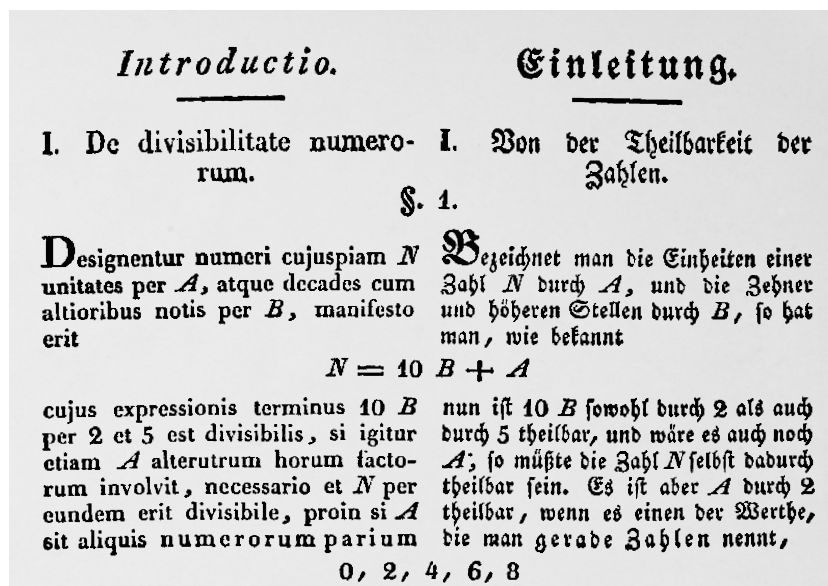 Introductio.
I. De divisibilitate numero-
rum.
Einleitung.
I. Von der Theilbarkeit der
Zahlen.
§. 1.
Designentur numeri cujuspiam N
unitates per A, atque decades cum
altioribus notis per B, manifesto
erit
Bezeichnet man die Einheiten einer
Zahl N durch A, und die Zehner
und höheren Stellen durch B, so hat
man, wie bekannt
N = 10 B + A
cujus expressionis terminus 10 B
per 2 et 5 est divisibilis, si igitur
etiam A alterutrum horum facto-
rum involvit, necessario et N per
eundem erit divisibile, proin si A
sit aliquis numerorum parium
nun ist 10 B sowohl durch 2 als auch
durch 5 theilbar, und wäre es auch noch
A; so müßte die Zahl N selbst dadurch
theilbar sein. Es ist aber A durch 2
theilbar, wenn es einen der Werthe,
die man gerade Zahlen nennt,
0, 2, 4, 6, 8